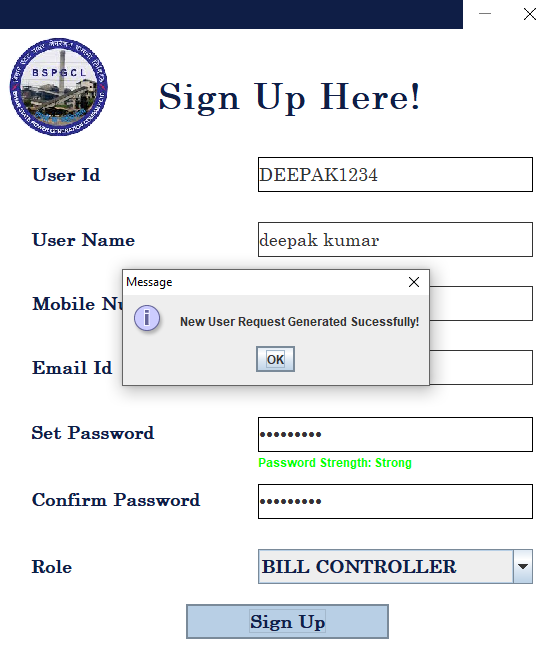 BSPGCL
Sign Up Here!
User Id
DEEPAK1234
User Name
deepak kumar
Message
Mobile Nu
New User Request Generated Sucessfully!
OK
Email Id
Set Password
•••••••••
Password Strength: Strong
Confirm Password
•••••••••
Role
BILL CONTROLLER
Sign Up